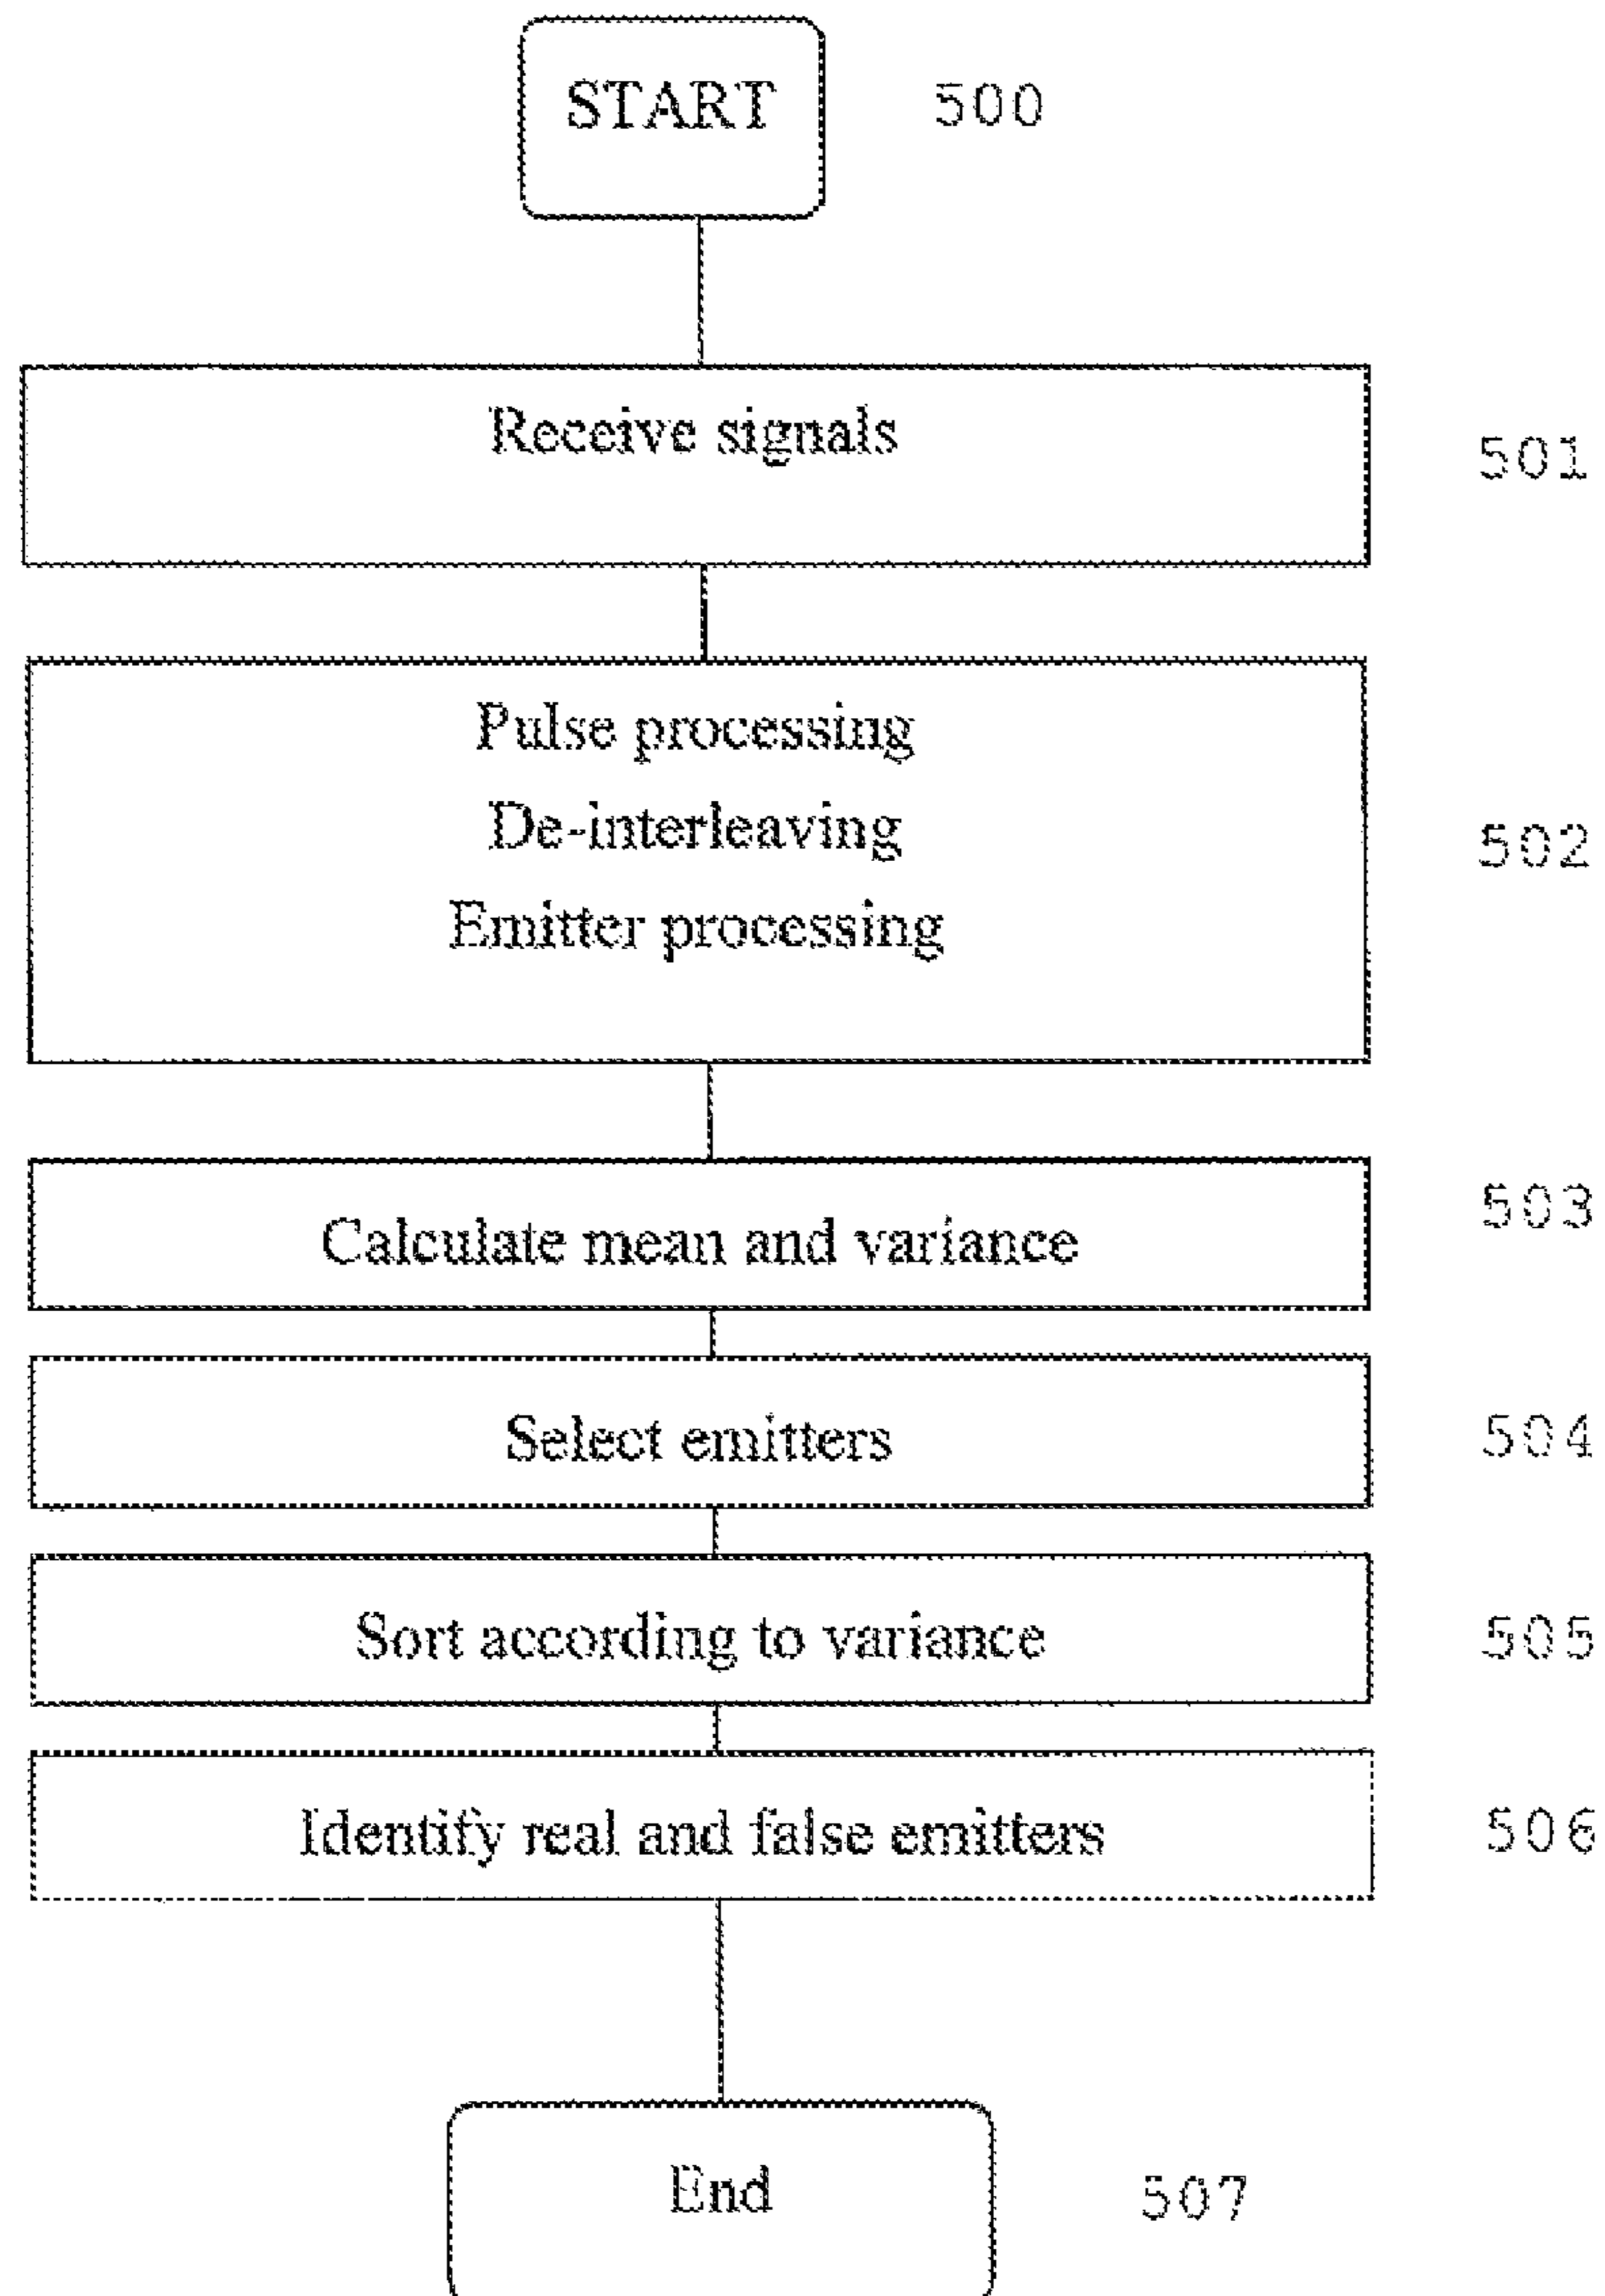 START 500
Receive signals 501
Pulse processing
De-interleaving 502
Emitter processing
Calculate mean and variance 503
Select emitters 504
Sort according to variance 505
Identify real and false emitters 506
End 507